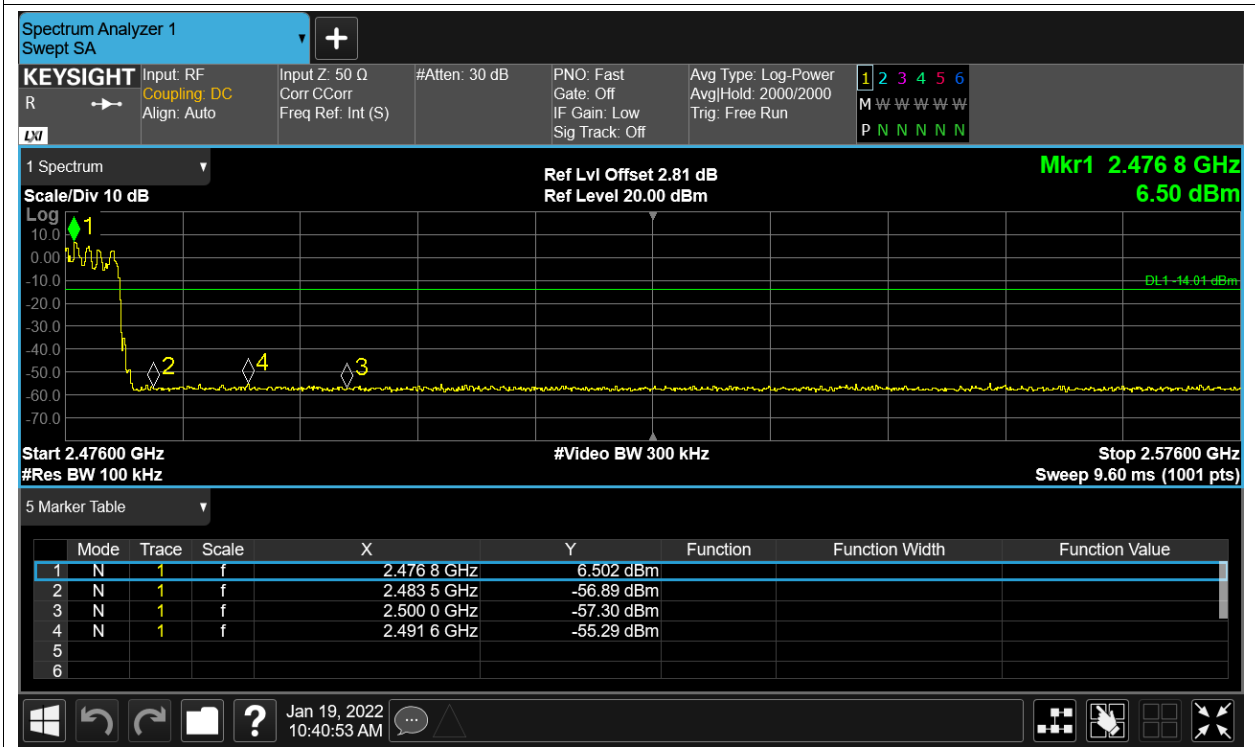 Spectrum Analyzer 1
Swept SA
KEYSIGHT Input: RF Input Z: 50 Ω #Atten: 30 dB PNO: Fast Avg Type: Log-Power 1 2 3 4 5 6
R Coupling: DC Corr CCorr Gate: Off Avg|Hold: 2000/2000 M W W W W W W
Align: Auto Freq Ref: Int (S) IF Gain: Low Trig: Free Run
LXI Sig Track: Off P N N N N N N
1 Spectrum Ref Lvl Offset 2.81 dB Mkr1 2.476 8 GHz
Scale/Div 10 dB Ref Level 20.00 dBm 6.50 dBm
Log
1
10.0
0.00
-10.0 DL1 -14.01 dBm
-20.0
-30.0
-40.0
2 4 3
-50.0
-60.0
-70.0
Start 2.47600 GHz #Video BW 300 kHz Stop 2.57600 GHz
#Res BW 100 kHz Sweep 9.60 ms (1001 pts)
5 Marker Table
Mode Trace Scale X Y Function Function Width Function Value
1 N 1 f 2.476 8 GHz 6.502 dBm
2 N 1 f 2.483 5 GHz -56.89 dBm
3 N 1 f 2.500 0 GHz -57.30 dBm
4 N 1 f 2.491 6 GHz -55.29 dBm
5
6
? Jan 19, 2022
10:40:53 AM